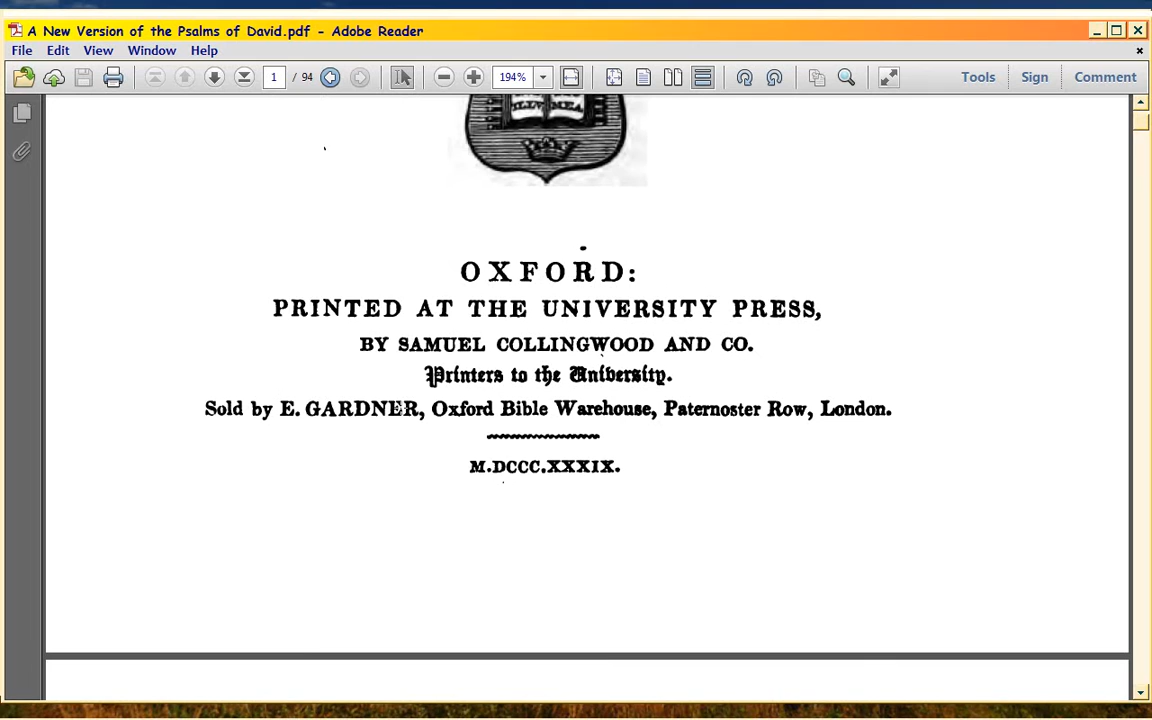 A New Version of the Psalms of David.pdf - Adobe Reader
File Edit View Window Help
1 / 94 194% Tools Sign Comment
ILLV MEA
OXFORD:
PRINTED AT THE UNIVERSITY PRESS,
BY SAMUEL COLLINGWOOD AND CO.
Printers to the University.
Sold by E. GARDNER, Oxford Bible Warehouse, Paternoster Row, London.
M.DCCC.XXXIX.